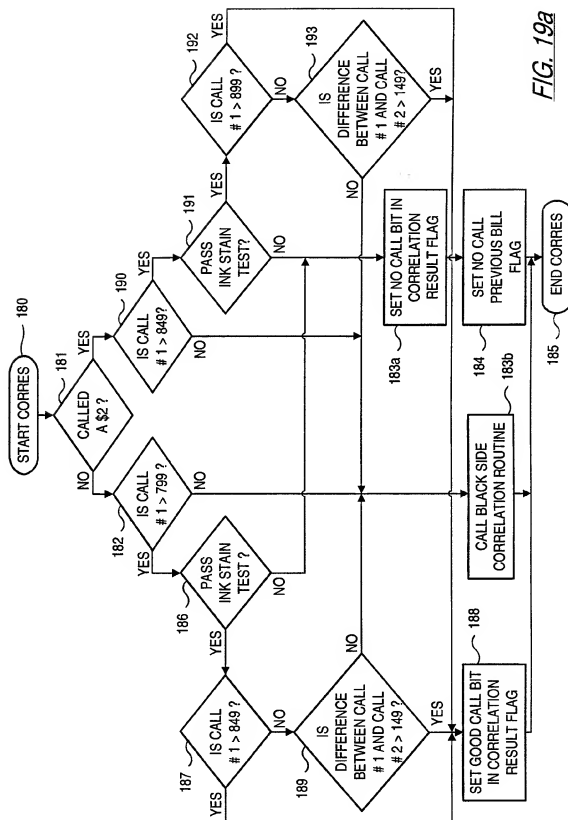 START CORRES
180
CALLED
A $2 ?
181
NO
YES
IS CALL
# 1 > 799 ?
182
YES
NO
IS CALL
# 1 > 849?
190
YES
NO
PASS
INK STAIN
TEST ?
186
YES
NO
PASS
INK STAIN
TEST?
191
YES
NO
IS CALL
# 1 > 849 ?
187
YES
NO
IS CALL
# 1 > 899 ?
192
YES
NO
IS
DIFFERENCE
BETWEEN CALL
# 1 AND CALL
# 2 > 149 ?
189
NO
YES
IS
DIFFERENCE
BETWEEN CALL
# 1 AND CALL
# 2 > 149?
193
NO
YES
SET GOOD CALL BIT
IN CORRELATION
RESULT FLAG
188
CALL BLACK SIDE
CORRELATION ROUTINE
183b
SET NO CALL BIT IN
CORRELATION
RESULT FLAG
183a
SET NO CALL
PREVIOUS BILL
FLAG
184
END CORRES
185
FIG. 19a